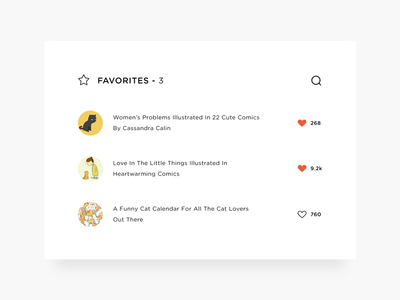 FAVORITES - 3
Women's Problems Illustrated In 22 Cute Comics
By Cassandra Calin
268
Love In The Little Things Illustrated In
Heartwarming Comics
9.2k
A Funny Cat Calendar For All The Cat Lovers
Out There
760